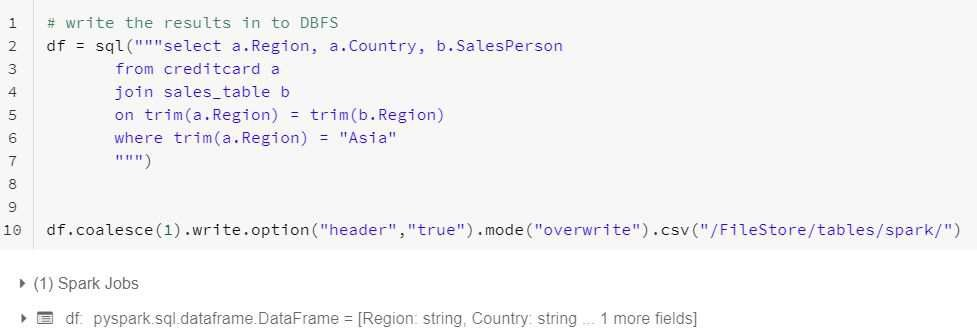 1 # write the results in to DBFS
2 df = sql("""select a.Region, a.Country, b.SalesPerson
3 from creditcard a
4 join sales_table b
5 on trim(a.Region) = trim(b.Region)
6 where trim(a.Region) = "Asia"
7 """)
8
9
10 df.coalesce(1).write.option("header","true").mode("overwrite").csv("/FileStore/tables/spark/")
(1) Spark Jobs
df: pyspark.sql.dataframe.DataFrame = [Region: string, Country: string ... 1 more fields]